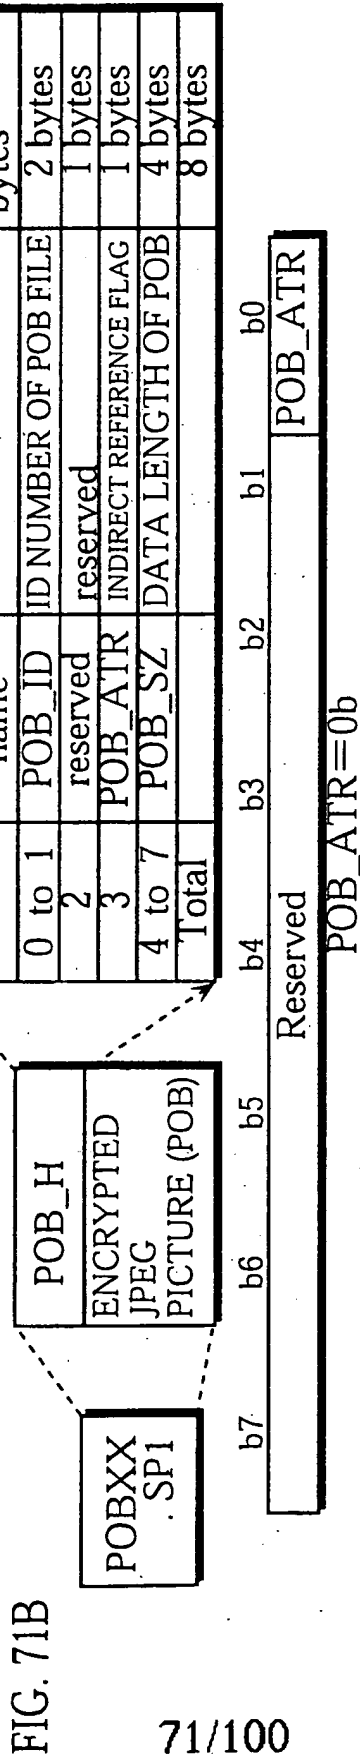 FIG. 71B
POBXX
.SP1
POB_H
ENCRYPTED
JPEG
PICTURE (POB)
name bytes
0 to 1 POB_ID ID NUMBER OF POB FILE 2 bytes
2 reserved reserved 1 bytes
3 POB_ATR INDIRECT REFERENCE FLAG 1 bytes
4 to 7 POB_SZ DATA LENGTH OF POB 4 bytes
Total 8 bytes
b7 b6 b5 b4 b3 b2 b1 b0
Reserved POB_ATR
POB_ATR=0b
71/100